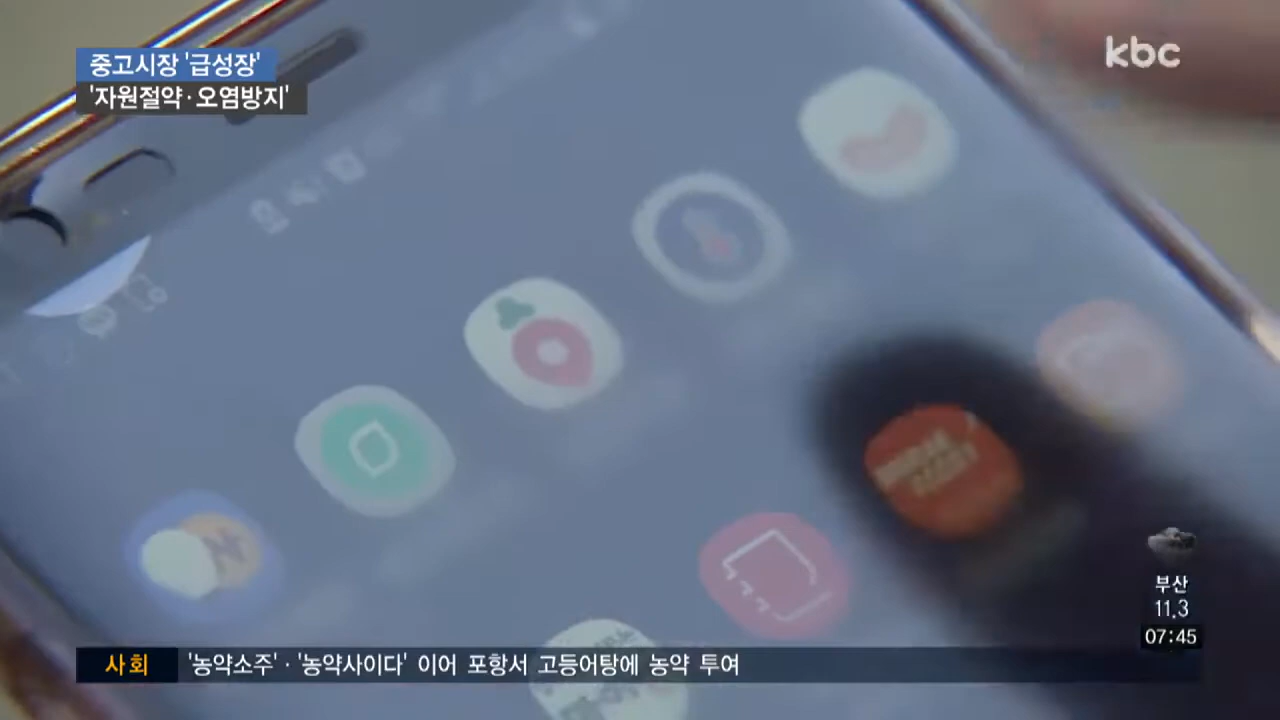 중고시장 '급성장'
'자원절약·오염방지'
kbc
부산
11.3
07:45
사회 '농약소주'·'농약사이다' 이어 포항서 고등어탕에 농약 투여